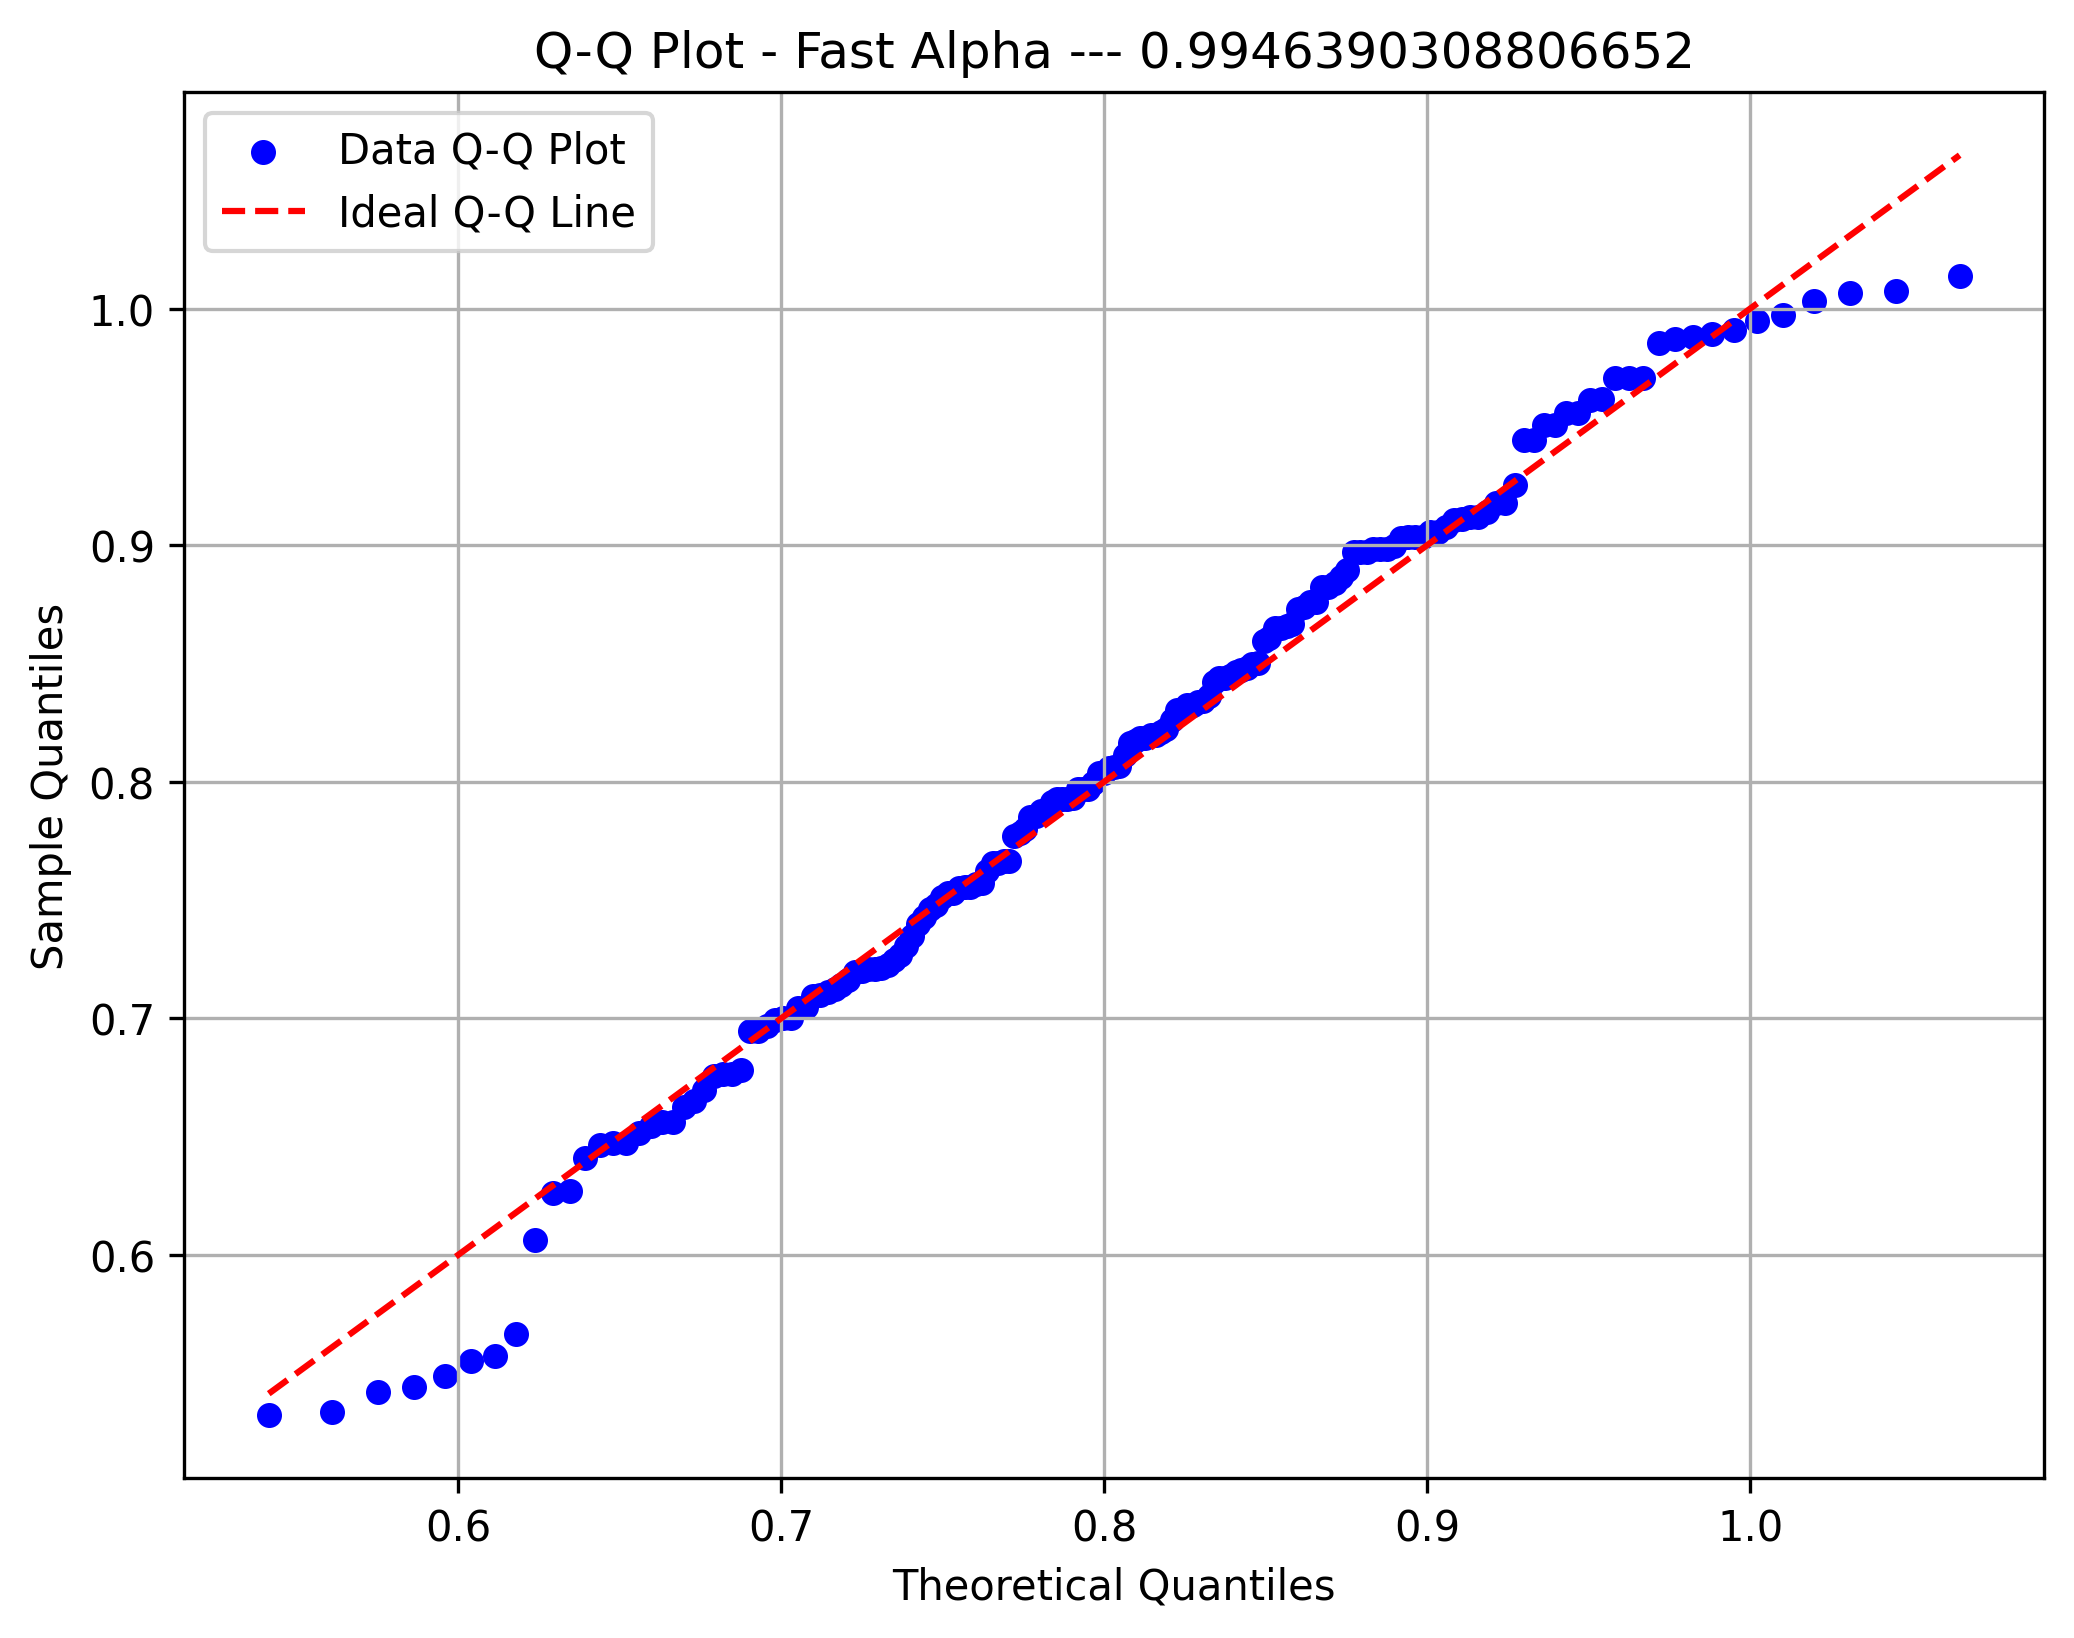 Q-Q Plot - Fast Alpha --- 0.9946390308806652
Data Q-Q Plot
Ideal Q-Q Line
1.0
0.9
0.8
0.7
0.6
Sample Quantiles
0.6 0.7 0.8 0.9 1.0
Theoretical Quantiles